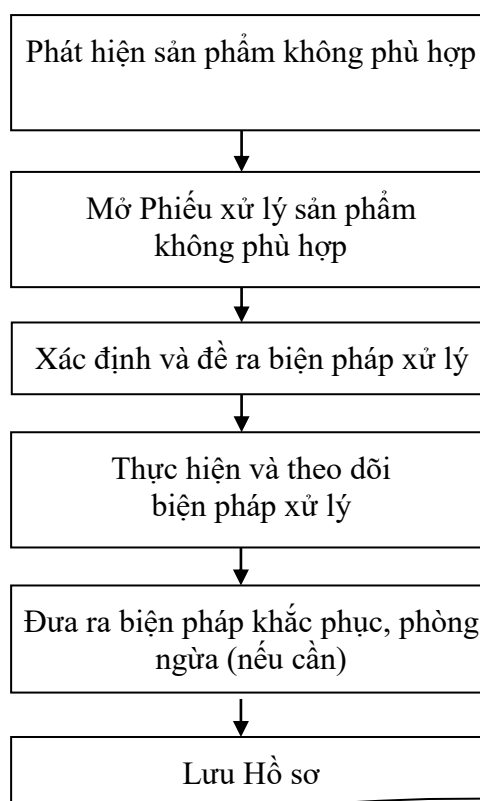 Phát hiện sản phẩm không phù hợp
Mở Phiếu xử lý sản phẩm
không phù hợp
Xác định và đề ra biện pháp xử lý
Thực hiện và theo dõi
biện pháp xử lý
Đưa ra biện pháp khắc phục, phòng
ngừa (nếu cần)
Lưu Hồ sơ